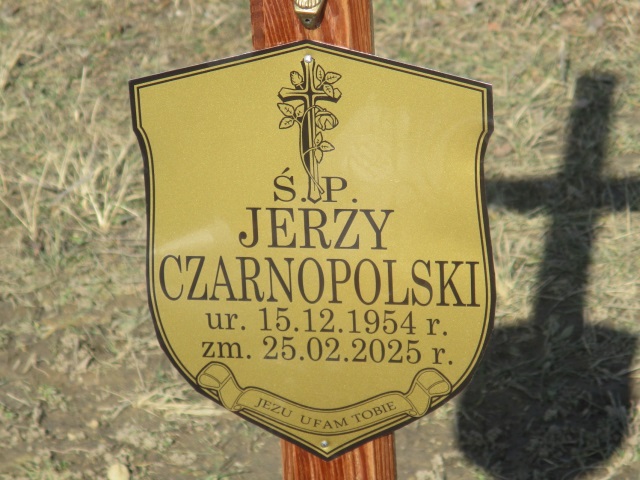 Ś.P.
JERZY
CZARNOPOLSKI
ur. 15.12.1954 r.
zm. 25.02.2025 r.
JEZU UFAM TOBIE